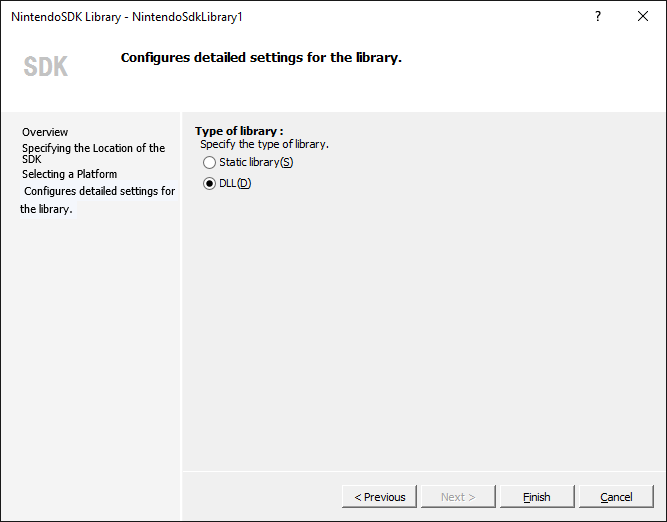 NintendoSDK Library - NintendoSdkLibrary1
?
SDK
Configures detailed settings for the library.
Overview
Specifying the Location of the
SDK
Selecting a Platform
Configures detailed settings for
the library.
Type of library :
Specify the type of library.
Static library(S)
DLL(D)
< Previous
Next >
Finish
Cancel